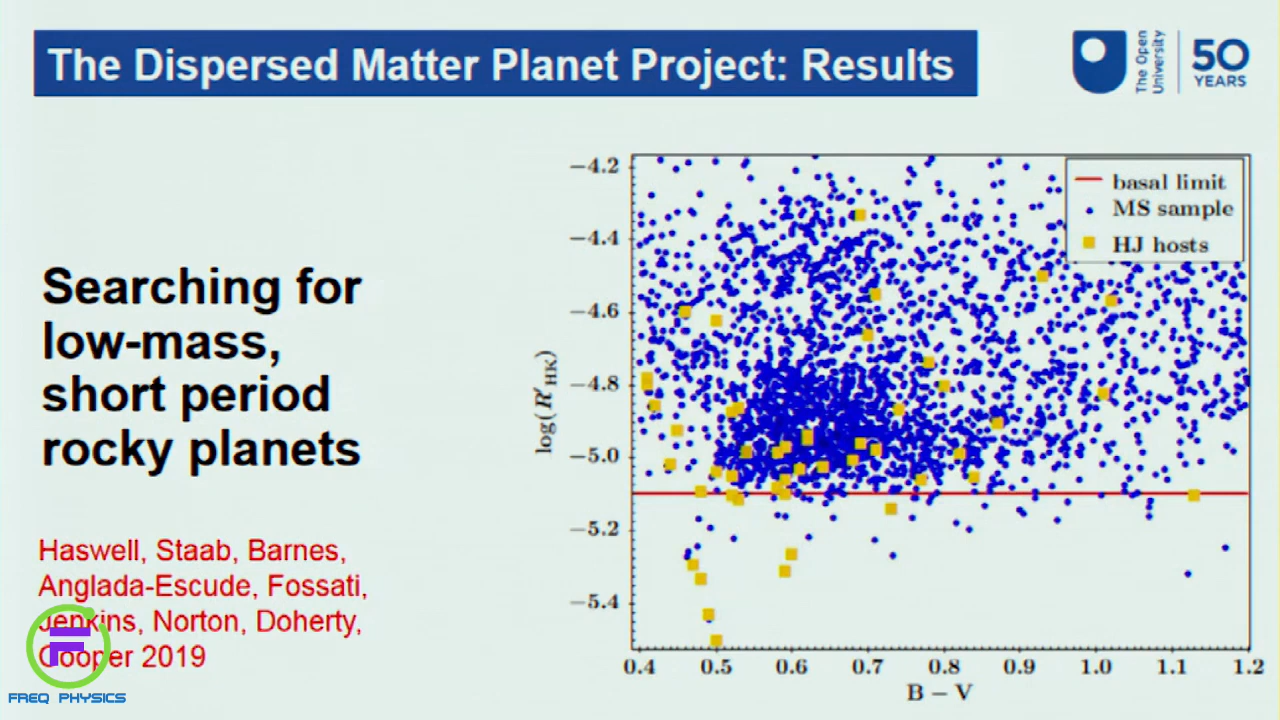 The Dispersed Matter Planet Project: Results
The Open
University
50
YEARS
Searching for
low-mass,
short period
rocky planets
Haswell, Staab, Barnes,
Anglada-Escude, Fossati,
Jenkins, Norton, Doherty,
Cooper 2019
FREQ PHYSICS
basal limit
MS sample
HJ hosts
log(R′HK)
−4.2
−4.4
−4.6
−4.8
−5.0
−5.2
−5.4
0.4 0.5 0.6 0.7 0.8 0.9 1.0 1.1 1.2
B − V